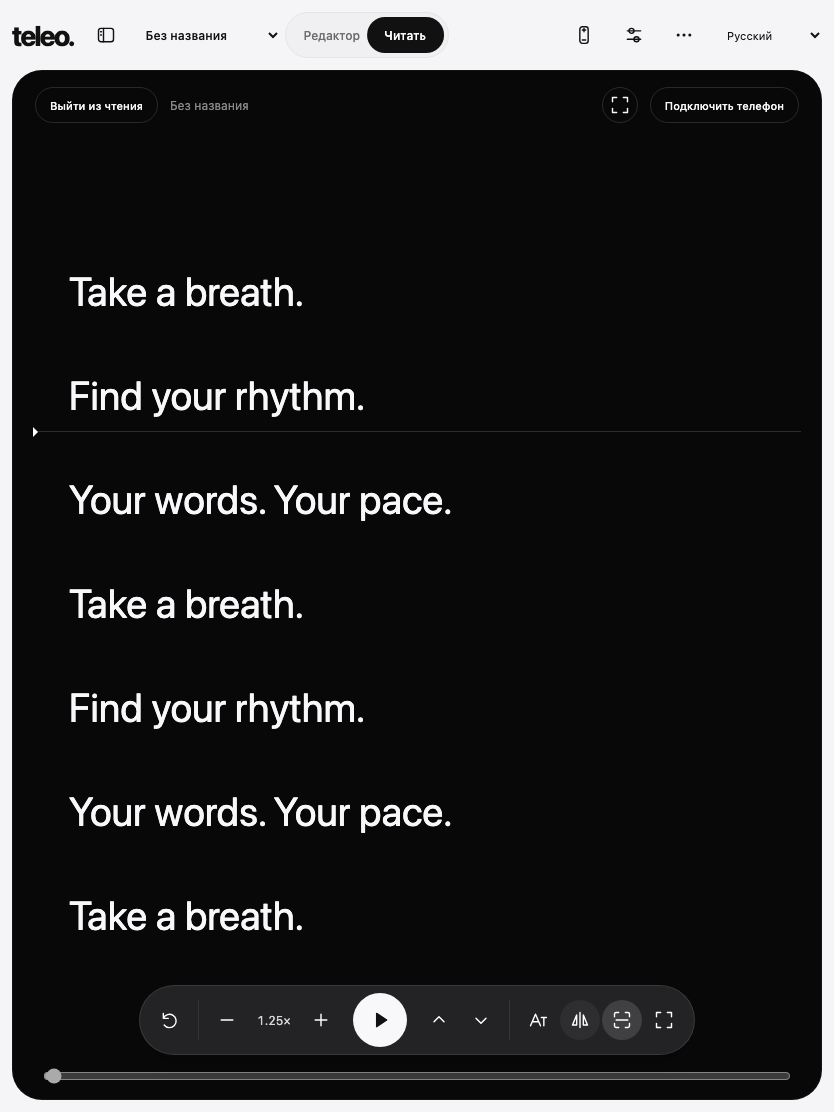 teleo.
Без названия
Редактор
Читать
Русский
Выйти из чтения
Без названия
Подключить телефон
Take a breath.
Find your rhythm.
Your words. Your pace.
Take a breath.
Find your rhythm.
Your words. Your pace.
Take a breath.
1.25×
AT